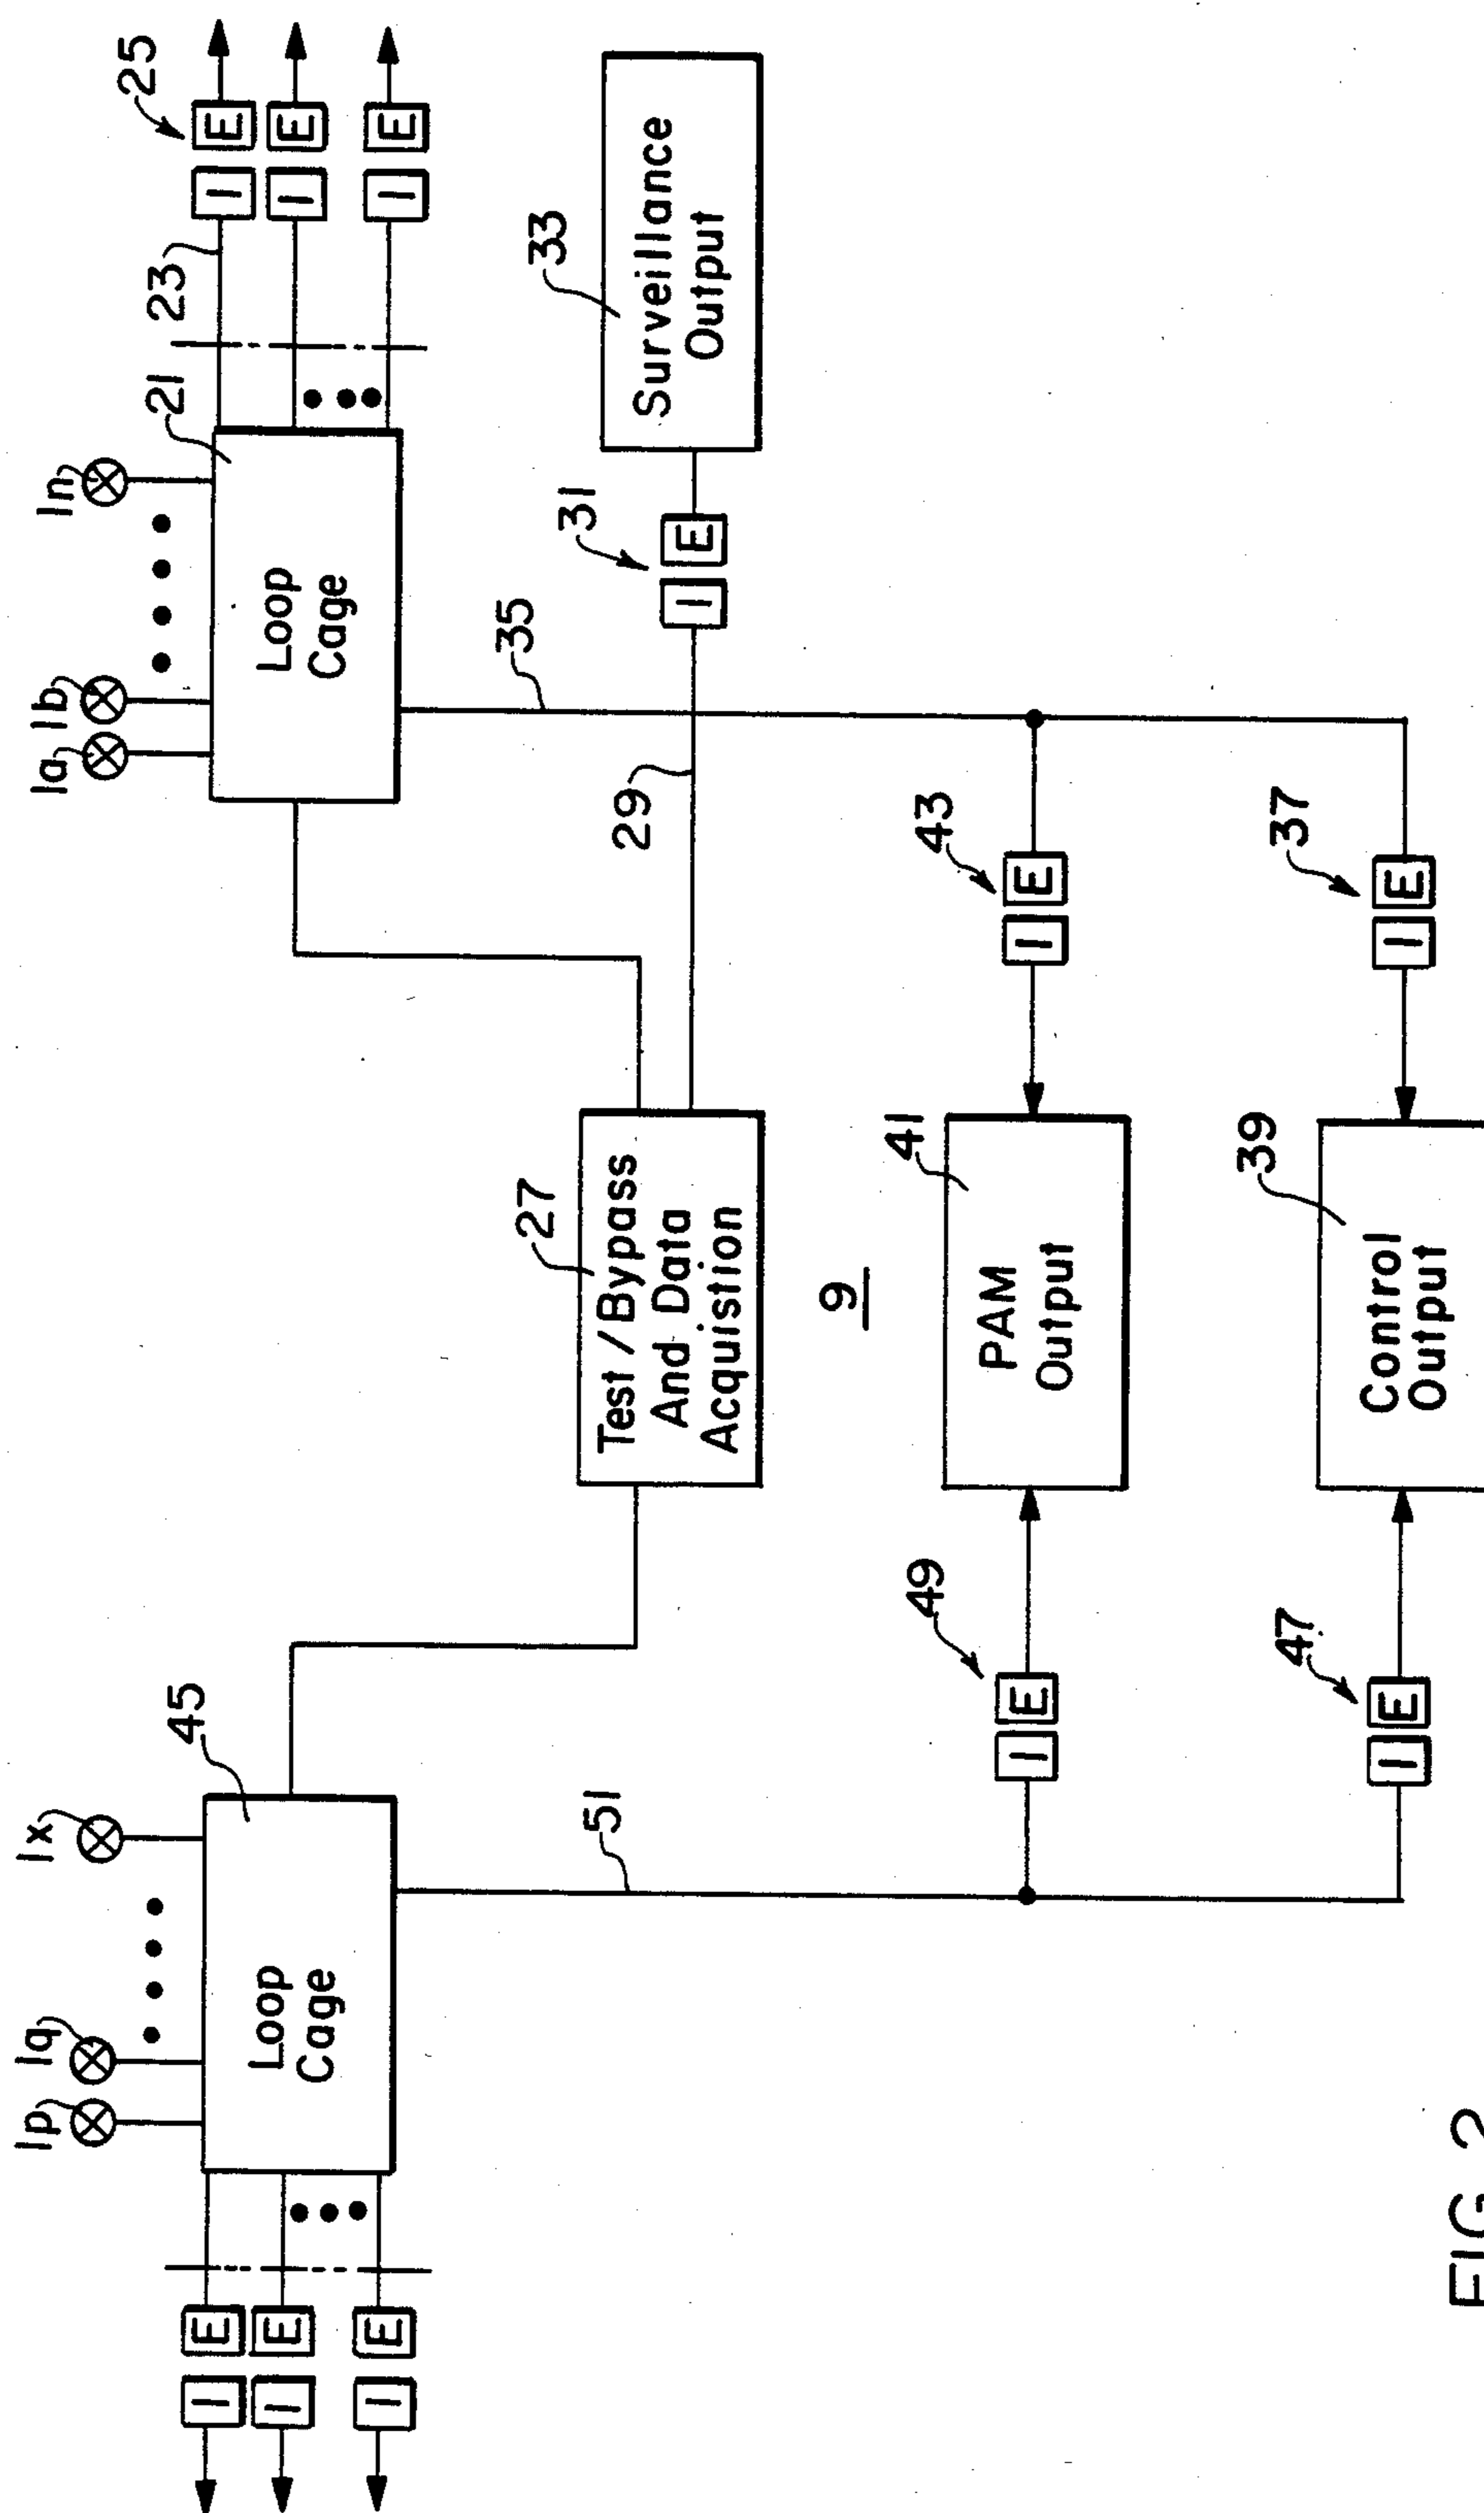 Ip
Iq
Ix
Ia
Ib
In
45
21
23
25
Loop
Cage
Loop
Cage
E
E
E
I
I
I
I
I
I
E
E
E
27
Test / Bypass
And Data
Acquistion
29
31
I
E
33
Surveillance
Output
51
35
9
49
I
E
41
PAM
Output
43
I
E
47
I
E
39
Control
Output
37
I
E
FIG. 2